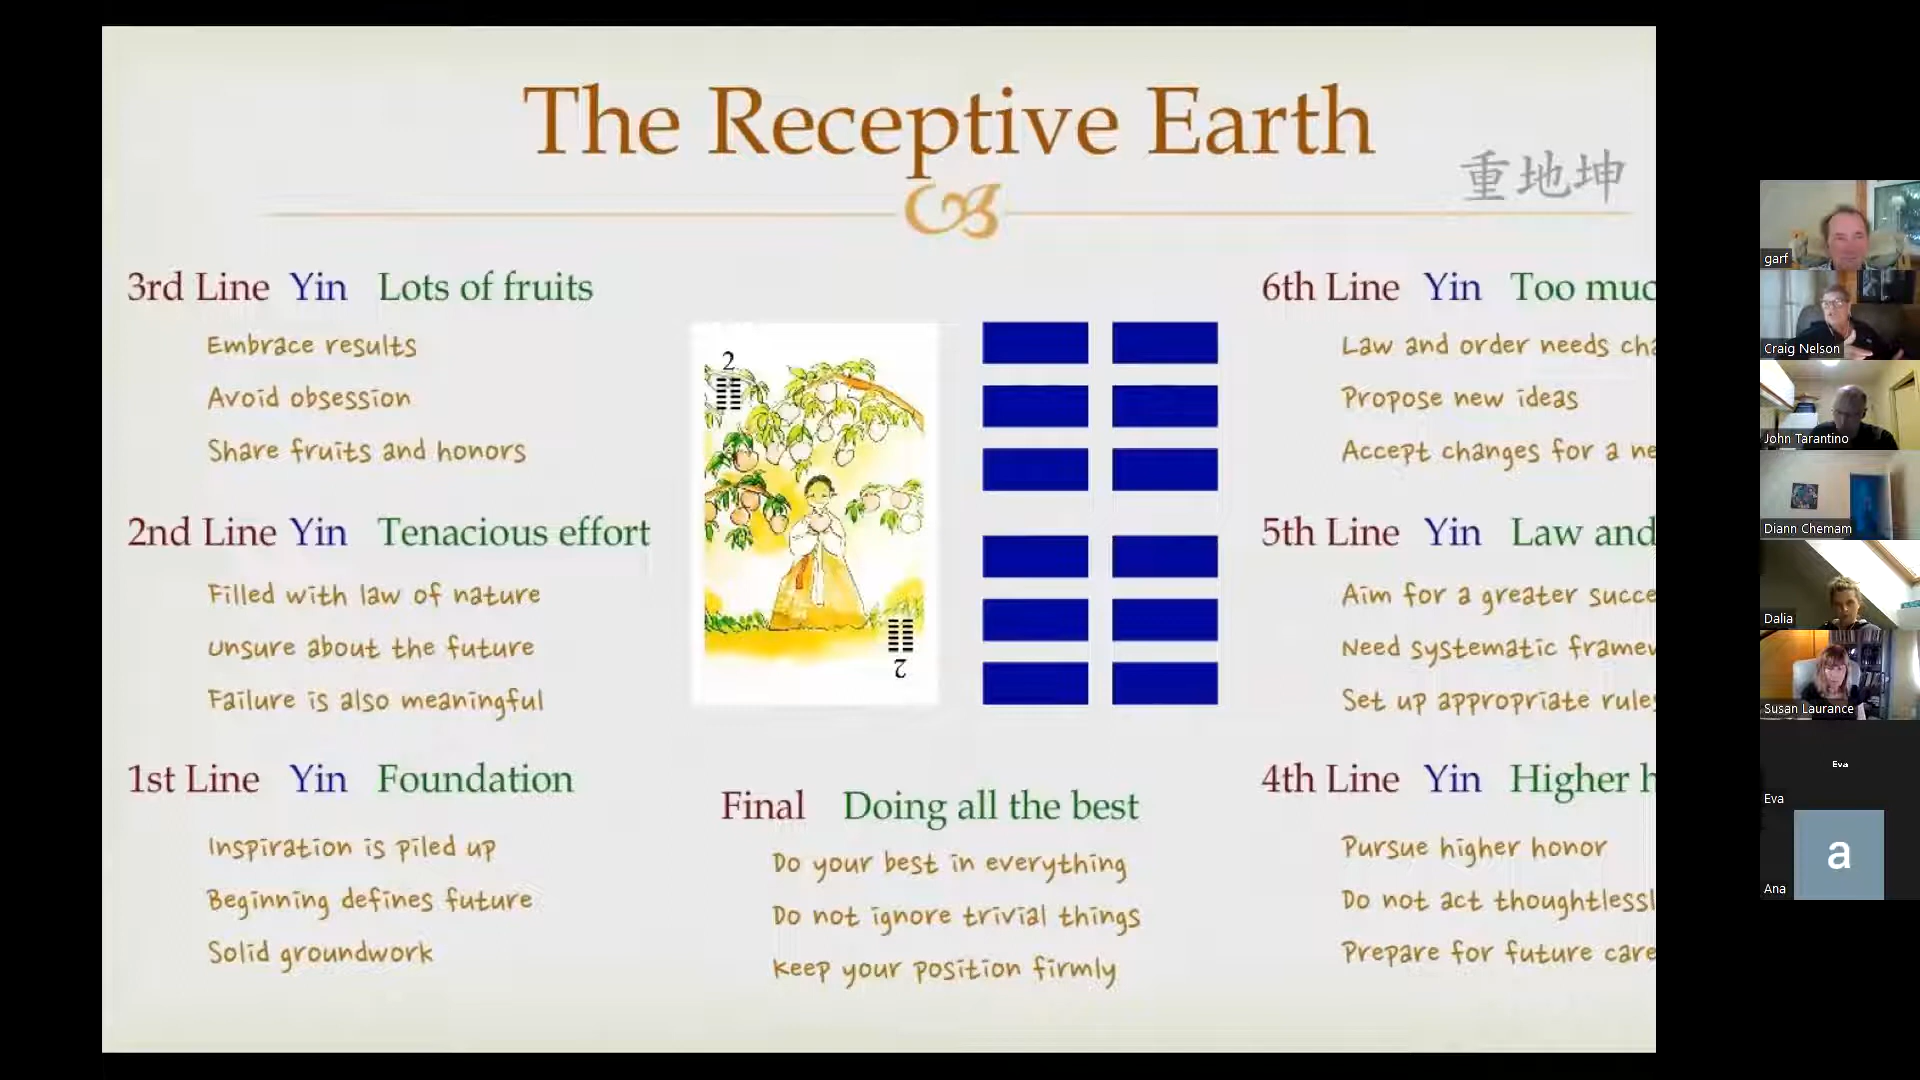 The Receptive Earth
重地坤
3rd Line Yin Lots of fruits
Embrace results
Avoid obsession
Share fruits and honors
2nd Line Yin Tenacious effort
Filled with law of nature
Unsure about the future
Failure is also meaningful
1st Line Yin Foundation
Inspiration is piled up
Beginning defines future
Solid groundwork
2
2
Final Doing all the best
Do your best in everything
Do not ignore trivial things
Keep your position firmly
6th Line Yin Too muc
Law and order needs cha
Propose new ideas
Accept changes for a ne
5th Line Yin Law and
Aim for a greater succe
Need systematic framew
Set up appropriate rules
4th Line Yin Higher h
Pursue higher honor
Do not act thoughtlessl
Prepare for future care
garf
Craig Nelson
John Tarantino
Diann Chemam
Dalia
Susan Laurance
Eva
Eva
a
Ana